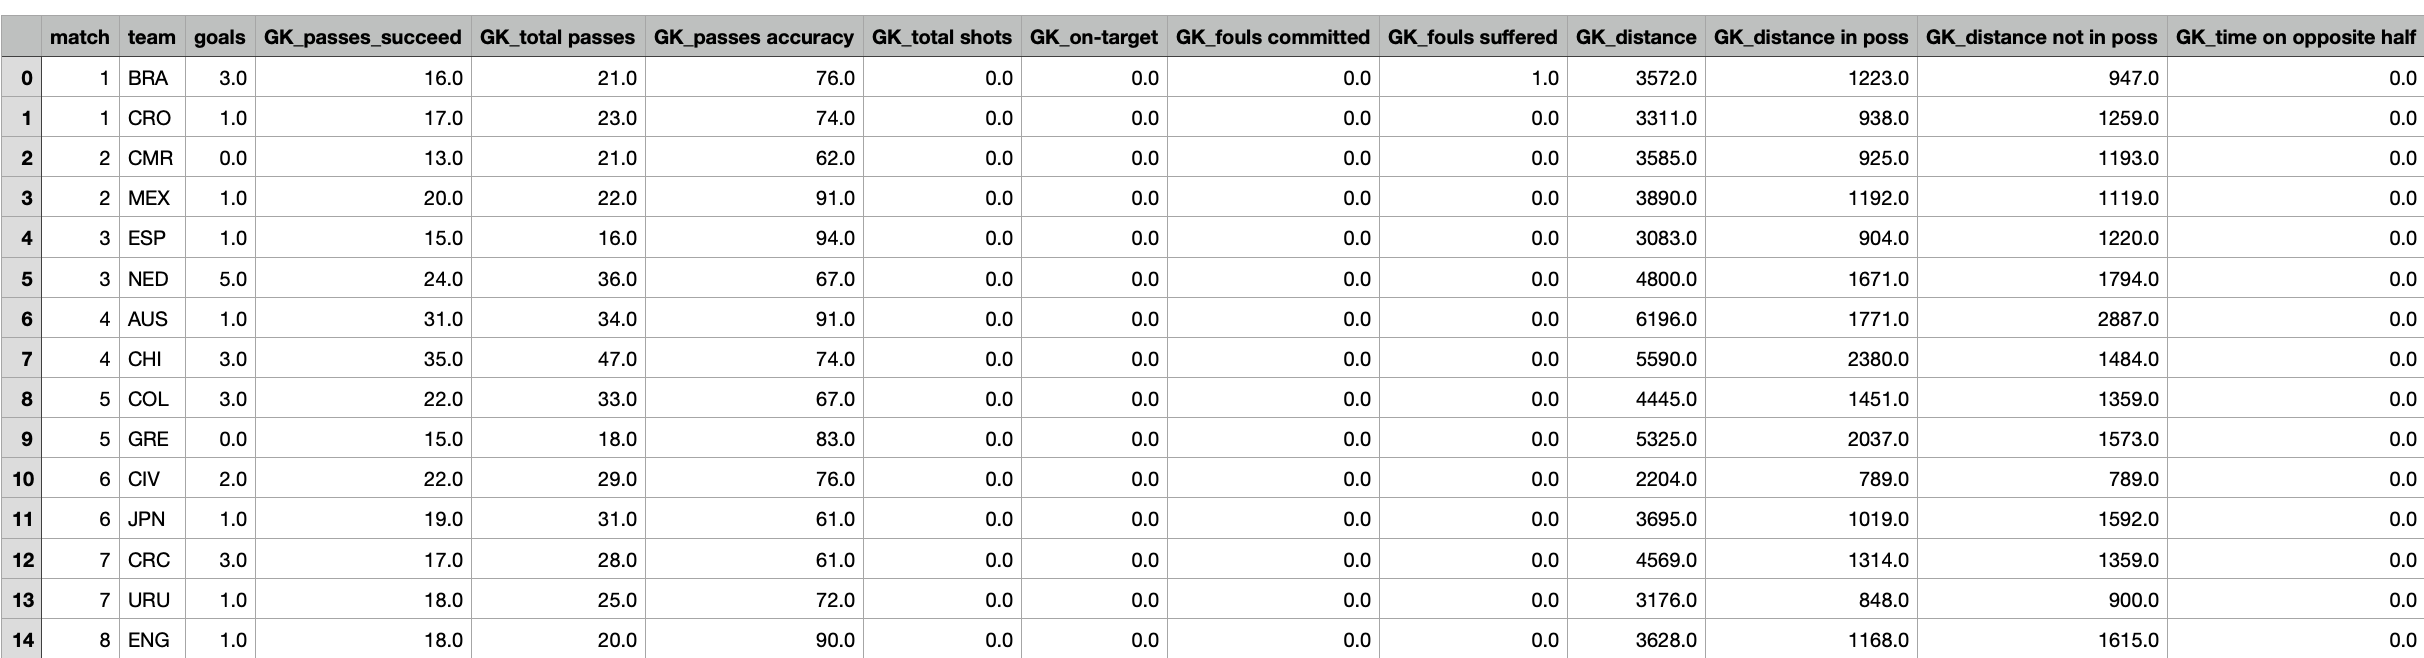 match team goals GK_passes_succeed GK_total passes GK_passes accuracy GK_total shots GK_on-target GK_fouls committed GK_fouls suffered GK_distance GK_distance in poss GK_distance not in poss GK_time on opposite half
0 1 BRA 3.0 16.0 21.0 76.0 0.0 0.0 0.0 1.0 3572.0 1223.0 947.0 0.0
1 1 CRO 1.0 17.0 23.0 74.0 0.0 0.0 0.0 0.0 3311.0 938.0 1259.0 0.0
2 2 CMR 0.0 13.0 21.0 62.0 0.0 0.0 0.0 0.0 3585.0 925.0 1193.0 0.0
3 2 MEX 1.0 20.0 22.0 91.0 0.0 0.0 0.0 0.0 3890.0 1192.0 1119.0 0.0
4 3 ESP 1.0 15.0 16.0 94.0 0.0 0.0 0.0 0.0 3083.0 904.0 1220.0 0.0
5 3 NED 5.0 24.0 36.0 67.0 0.0 0.0 0.0 0.0 4800.0 1671.0 1794.0 0.0
6 4 AUS 1.0 31.0 34.0 91.0 0.0 0.0 0.0 0.0 6196.0 1771.0 2887.0 0.0
7 4 CHI 3.0 35.0 47.0 74.0 0.0 0.0 0.0 0.0 5590.0 2380.0 1484.0 0.0
8 5 COL 3.0 22.0 33.0 67.0 0.0 0.0 0.0 0.0 4445.0 1451.0 1359.0 0.0
9 5 GRE 0.0 15.0 18.0 83.0 0.0 0.0 0.0 0.0 5325.0 2037.0 1573.0 0.0
10 6 CIV 2.0 22.0 29.0 76.0 0.0 0.0 0.0 0.0 2204.0 789.0 789.0 0.0
11 6 JPN 1.0 19.0 31.0 61.0 0.0 0.0 0.0 0.0 3695.0 1019.0 1592.0 0.0
12 7 CRC 3.0 17.0 28.0 61.0 0.0 0.0 0.0 0.0 4569.0 1314.0 1359.0 0.0
13 7 URU 1.0 18.0 25.0 72.0 0.0 0.0 0.0 0.0 3176.0 848.0 900.0 0.0
14 8 ENG 1.0 18.0 20.0 90.0 0.0 0.0 0.0 0.0 3628.0 1168.0 1615.0 0.0